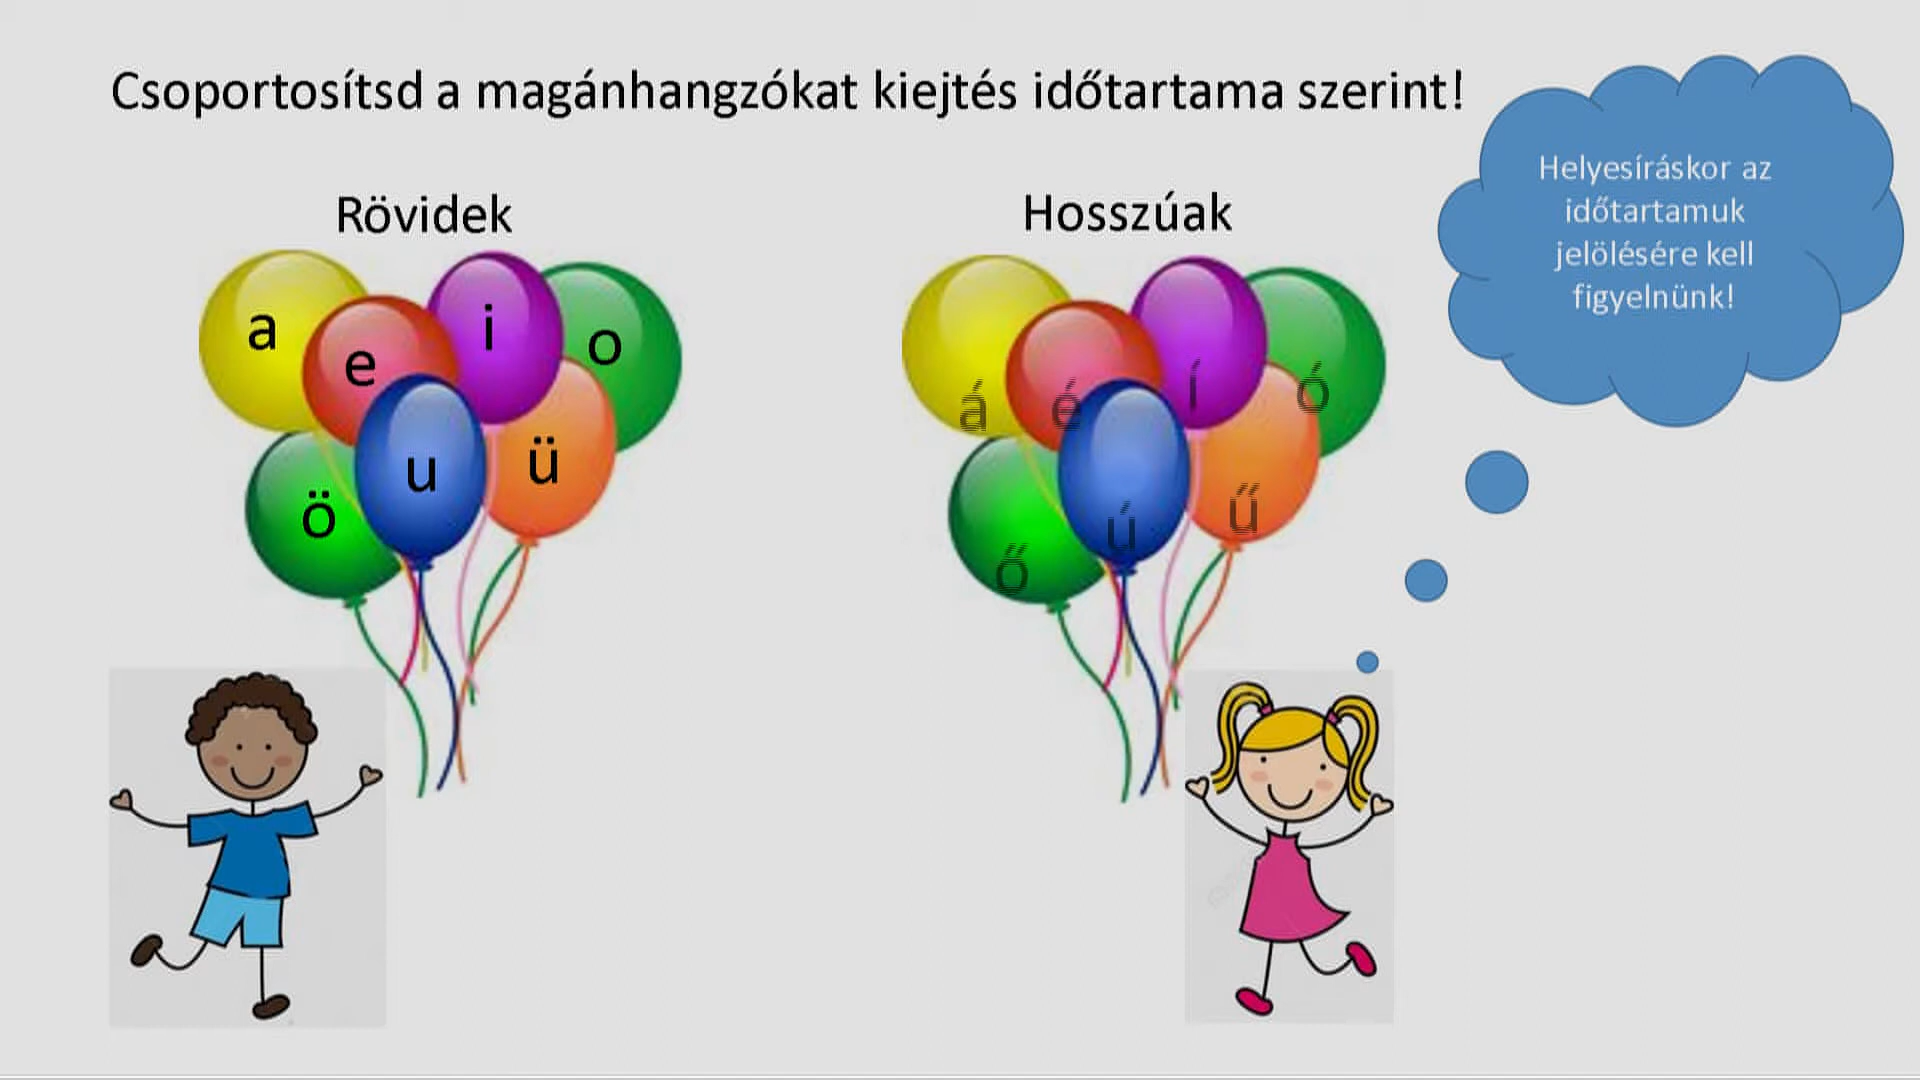 Csoportosítsd a magánhangzókat kiejtés időtartama szerint!
Helyesíráskor az
időtartamuk
jelölésére kell
figyelnünk!
Rövidek
a
e
i
o
ö
u
ü
Hosszúak
á
é
í
ó
ő
ú
ű